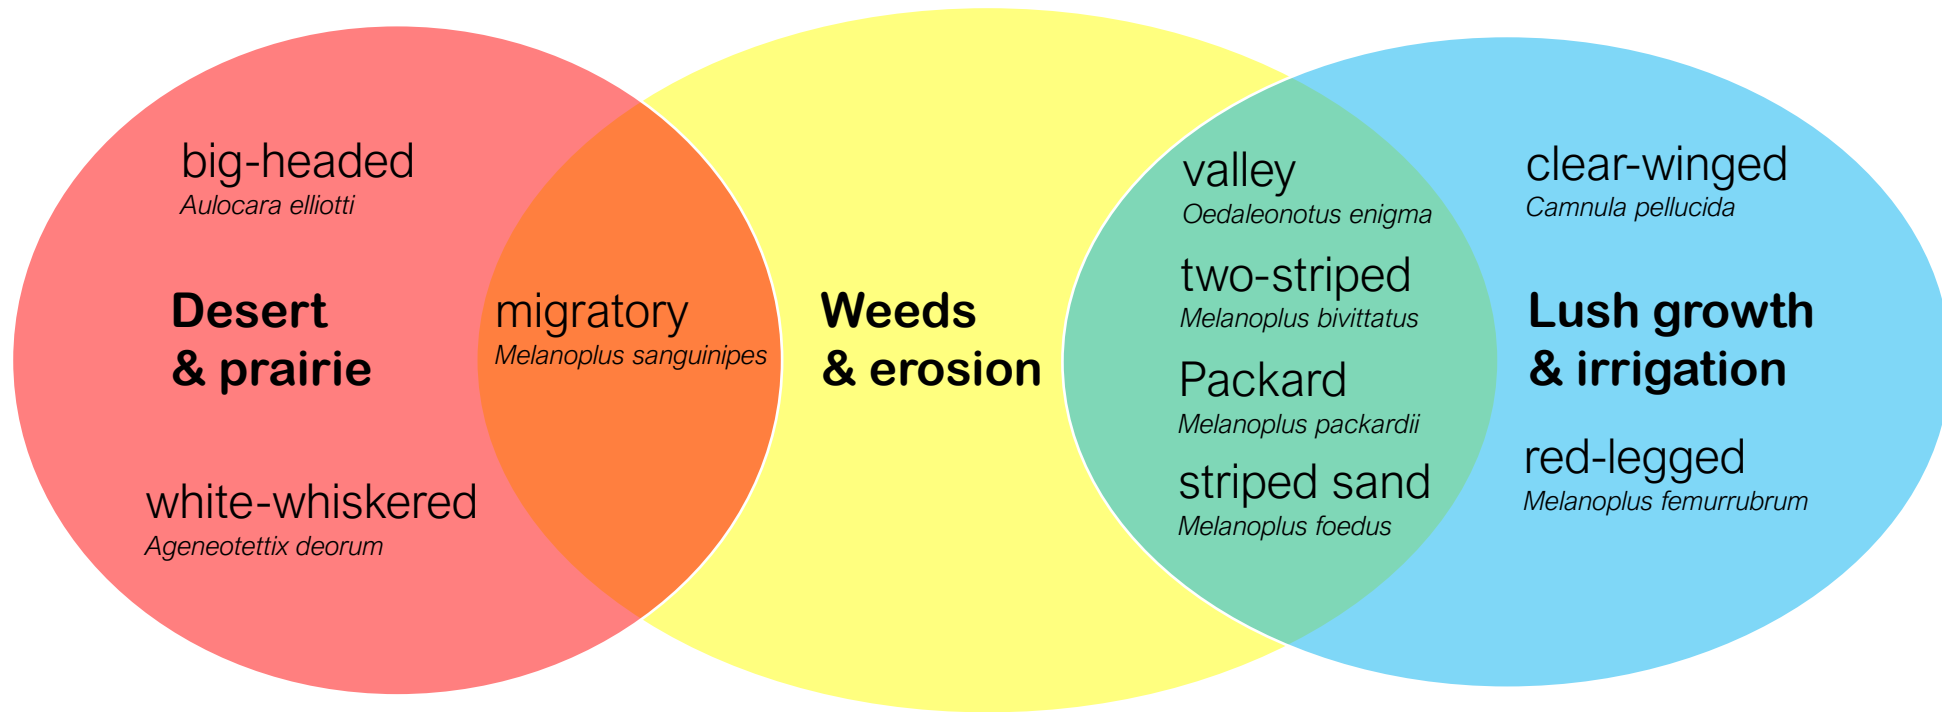 big-headed
Aulocara elliotti
Desert
& prairie
white-whiskered
Ageneotettix deorum
migratory
Melanoplus sanguinipes
Weeds
& erosion
valley
Oedaleonotus enigma
two-striped
Melanoplus bivittatus
Packard
Melanoplus packardii
striped sand
Melanoplus foedus
clear-winged
Camnula pellucida
Lush growth
& irrigation
red-legged
Melanoplus femurrubrum